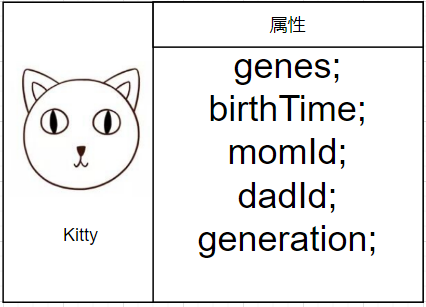 属性
genes;
birthTime;
momId;
dadId;
generation;
Kitty